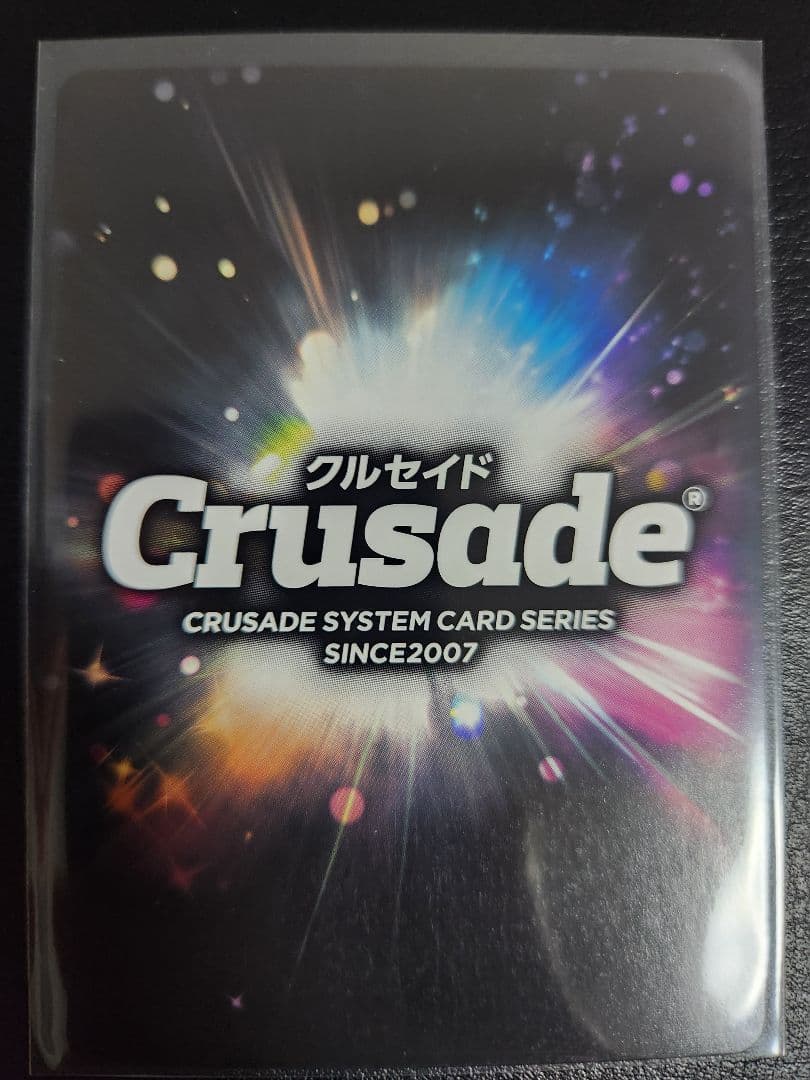 クルセイド
Crusade®
CRUSADE SYSTEM CARD SERIES
SINCE2007